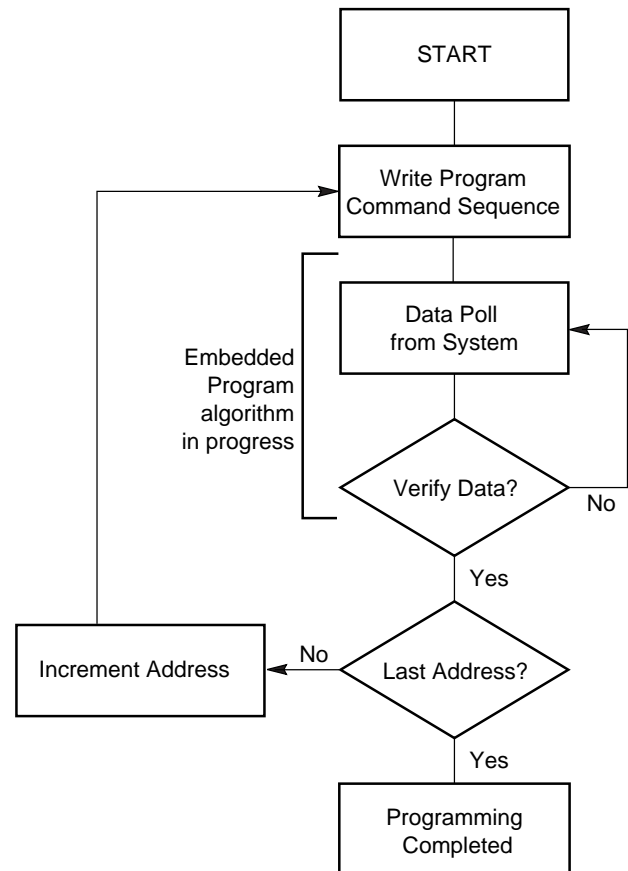 START
Write Program
Command Sequence
Data Poll
from System
Embedded
Program
algorithm
in progress
Verify Data?
No
Yes
No
Increment Address
Last Address?
Yes
Programming
Completed